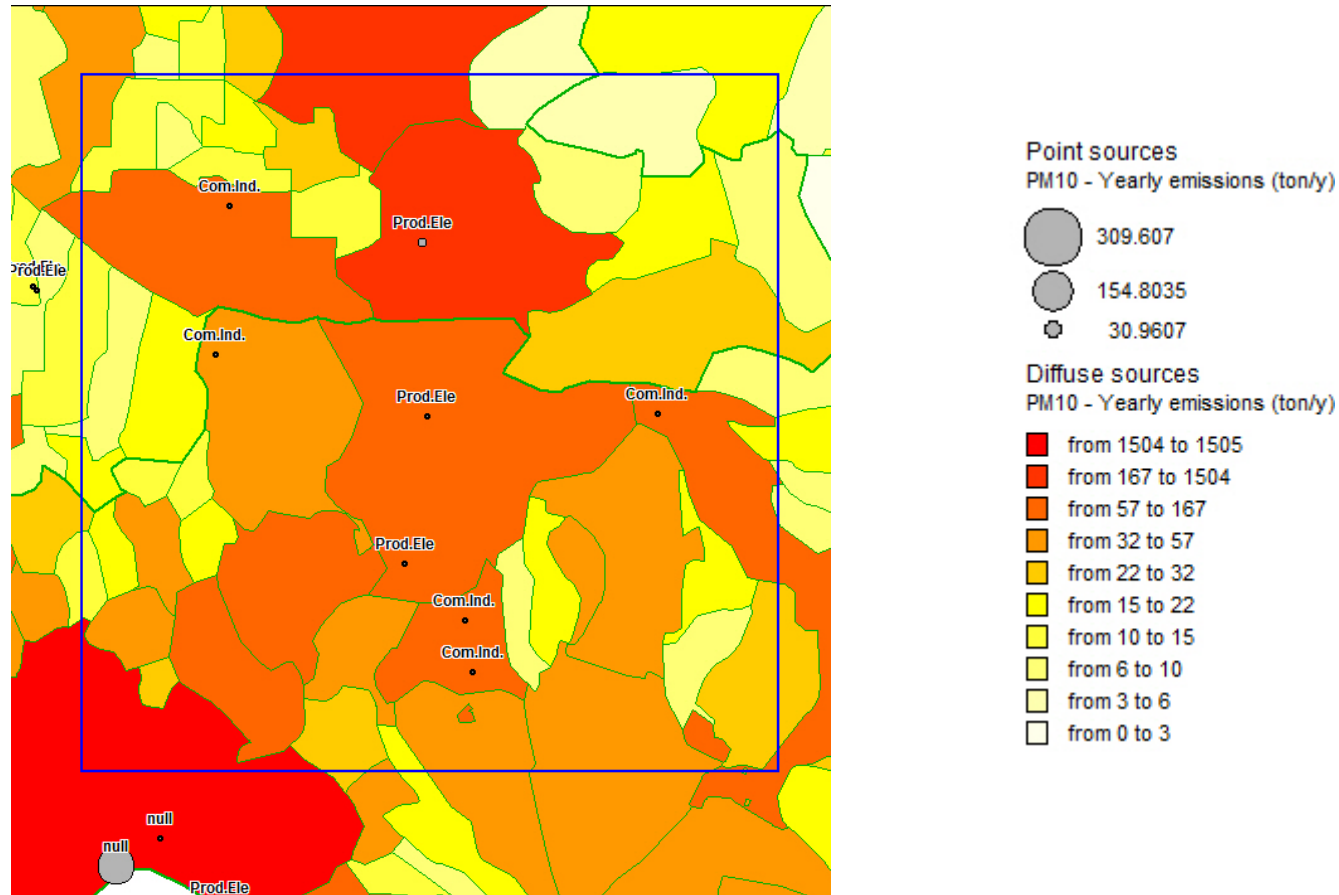 Com.Ind.
Prod.Ele
Prod.Ele
Com.Ind.
Prod.Ele
Com.Ind.
Prod.Ele
Com.Ind.
Com.Ind.
null
null
Prod.Ele
Point sources
PM10 - Yearly emissions (ton/y)
309.607
154.8035
30.9607
Diffuse sources
PM10 - Yearly emissions (ton/y)
from 1504 to 1505
from 167 to 1504
from 57 to 167
from 32 to 57
from 22 to 32
from 15 to 22
from 10 to 15
from 6 to 10
from 3 to 6
from 0 to 3